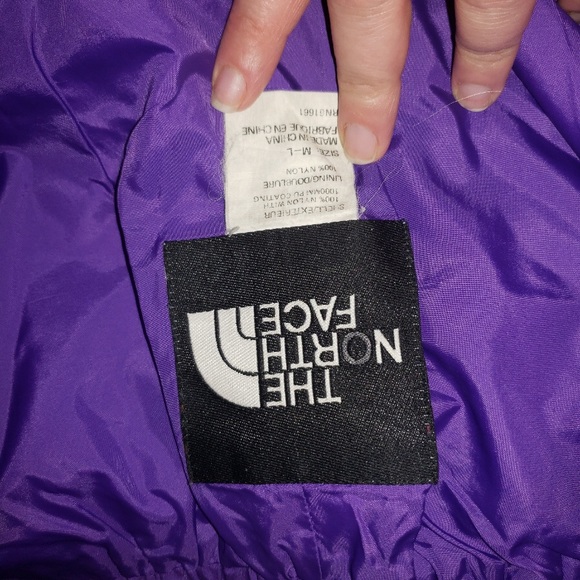 THE
NORTH
FACE
SHELL/EXTERIEUR
100% NYLON WITH
1000MM PU COATING
LINING/DOUBLURE
100% NYLON
SIZE: M-L
MADE IN CHINA
FABRIQUE EN CHINE
RN61661